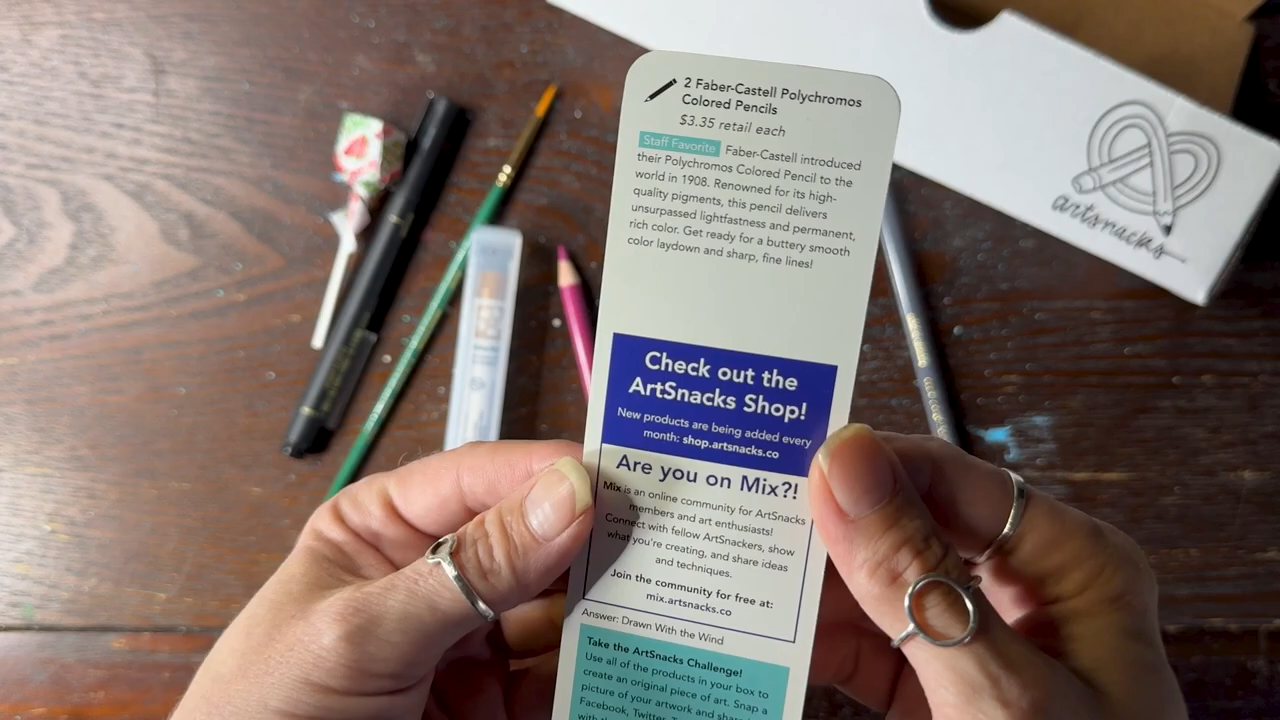 2 Faber-Castell Polychromos
Colored Pencils
$3.35 retail each
Staff Favorite Faber-Castell introduced
their Polychromos Colored Pencil to the
world in 1908. Renowned for its high-
quality pigments, this pencil delivers
unsurpassed lightfastness and permanent,
rich color. Get ready for a buttery smooth
color laydown and sharp, fine lines!
Check out the
ArtSnacks Shop!
New products are being added every
month: shop.artsnacks.co
Are you on Mix?!
Mix is an online community for ArtSnacks
members and art enthusiasts!
Connect with fellow ArtSnackers, show
what you're creating, and share ideas
and techniques.
Join the community for free at:
mix.artsnacks.co
Answer: Drawn With the Wind
Take the ArtSnacks Challenge!
Use all of the products in your box to
create an original piece of art. Snap a
picture of your artwork and
Facebook, Twitter,
artsnacks